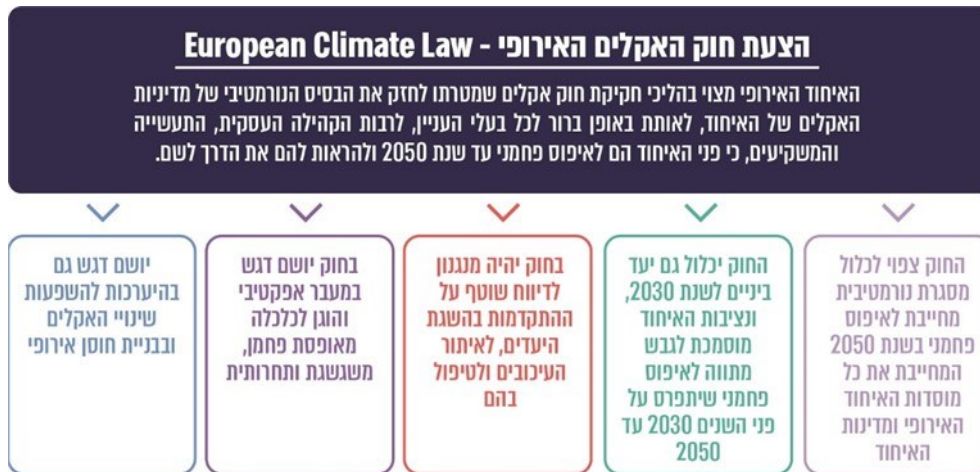 הצעת חוק האקלים האירופי - European Climate Law
האיחוד האירופי מצוי בהליכי חקיקת חוק אקלים שמטרתו לחזק את הבסיס הנורמטיבי של מדיניות
האקלים של האיחוד, לאותת באופן ברור לכל בעלי העניין, לרבות הקהילה העסקית, התעשייה
והמשקיעים, כי פני האיחוד הם לאיפוס פחמני עד שנת 2050 ולהראות להם את הדרך לשם.
החוק צפוי לכלול
מסגרת נורמטיבית
מחייבת לאיפוס
פחמני בשנת 2050
המחייבת את כל
מוסדות האיחוד
האירופי ומדינות
האיחוד
החוק יכלול גם יעד
ביניים לשנת 2030,
ונציבות האיחוד
מוסמכת לגבש
מתווה לאיפוס
פחמני שיתפרס על
פני השנים 2030 עד
2050
בחוק יהיה מנגנון
לדיווח שוטף על
ההתקדמות בהשגת
היעדים, לאיתור
העיכובים ולטיפול
בהם
בחוק יושם דגש
במעבר אפקטיבי
והוגן לכלכלה
מאופסת פחמן,
משגשגת ותחרותית
יושם דגש גם
בהיערכות להשפעות
שינויי האקלים
ובבניית חוסן אירופי